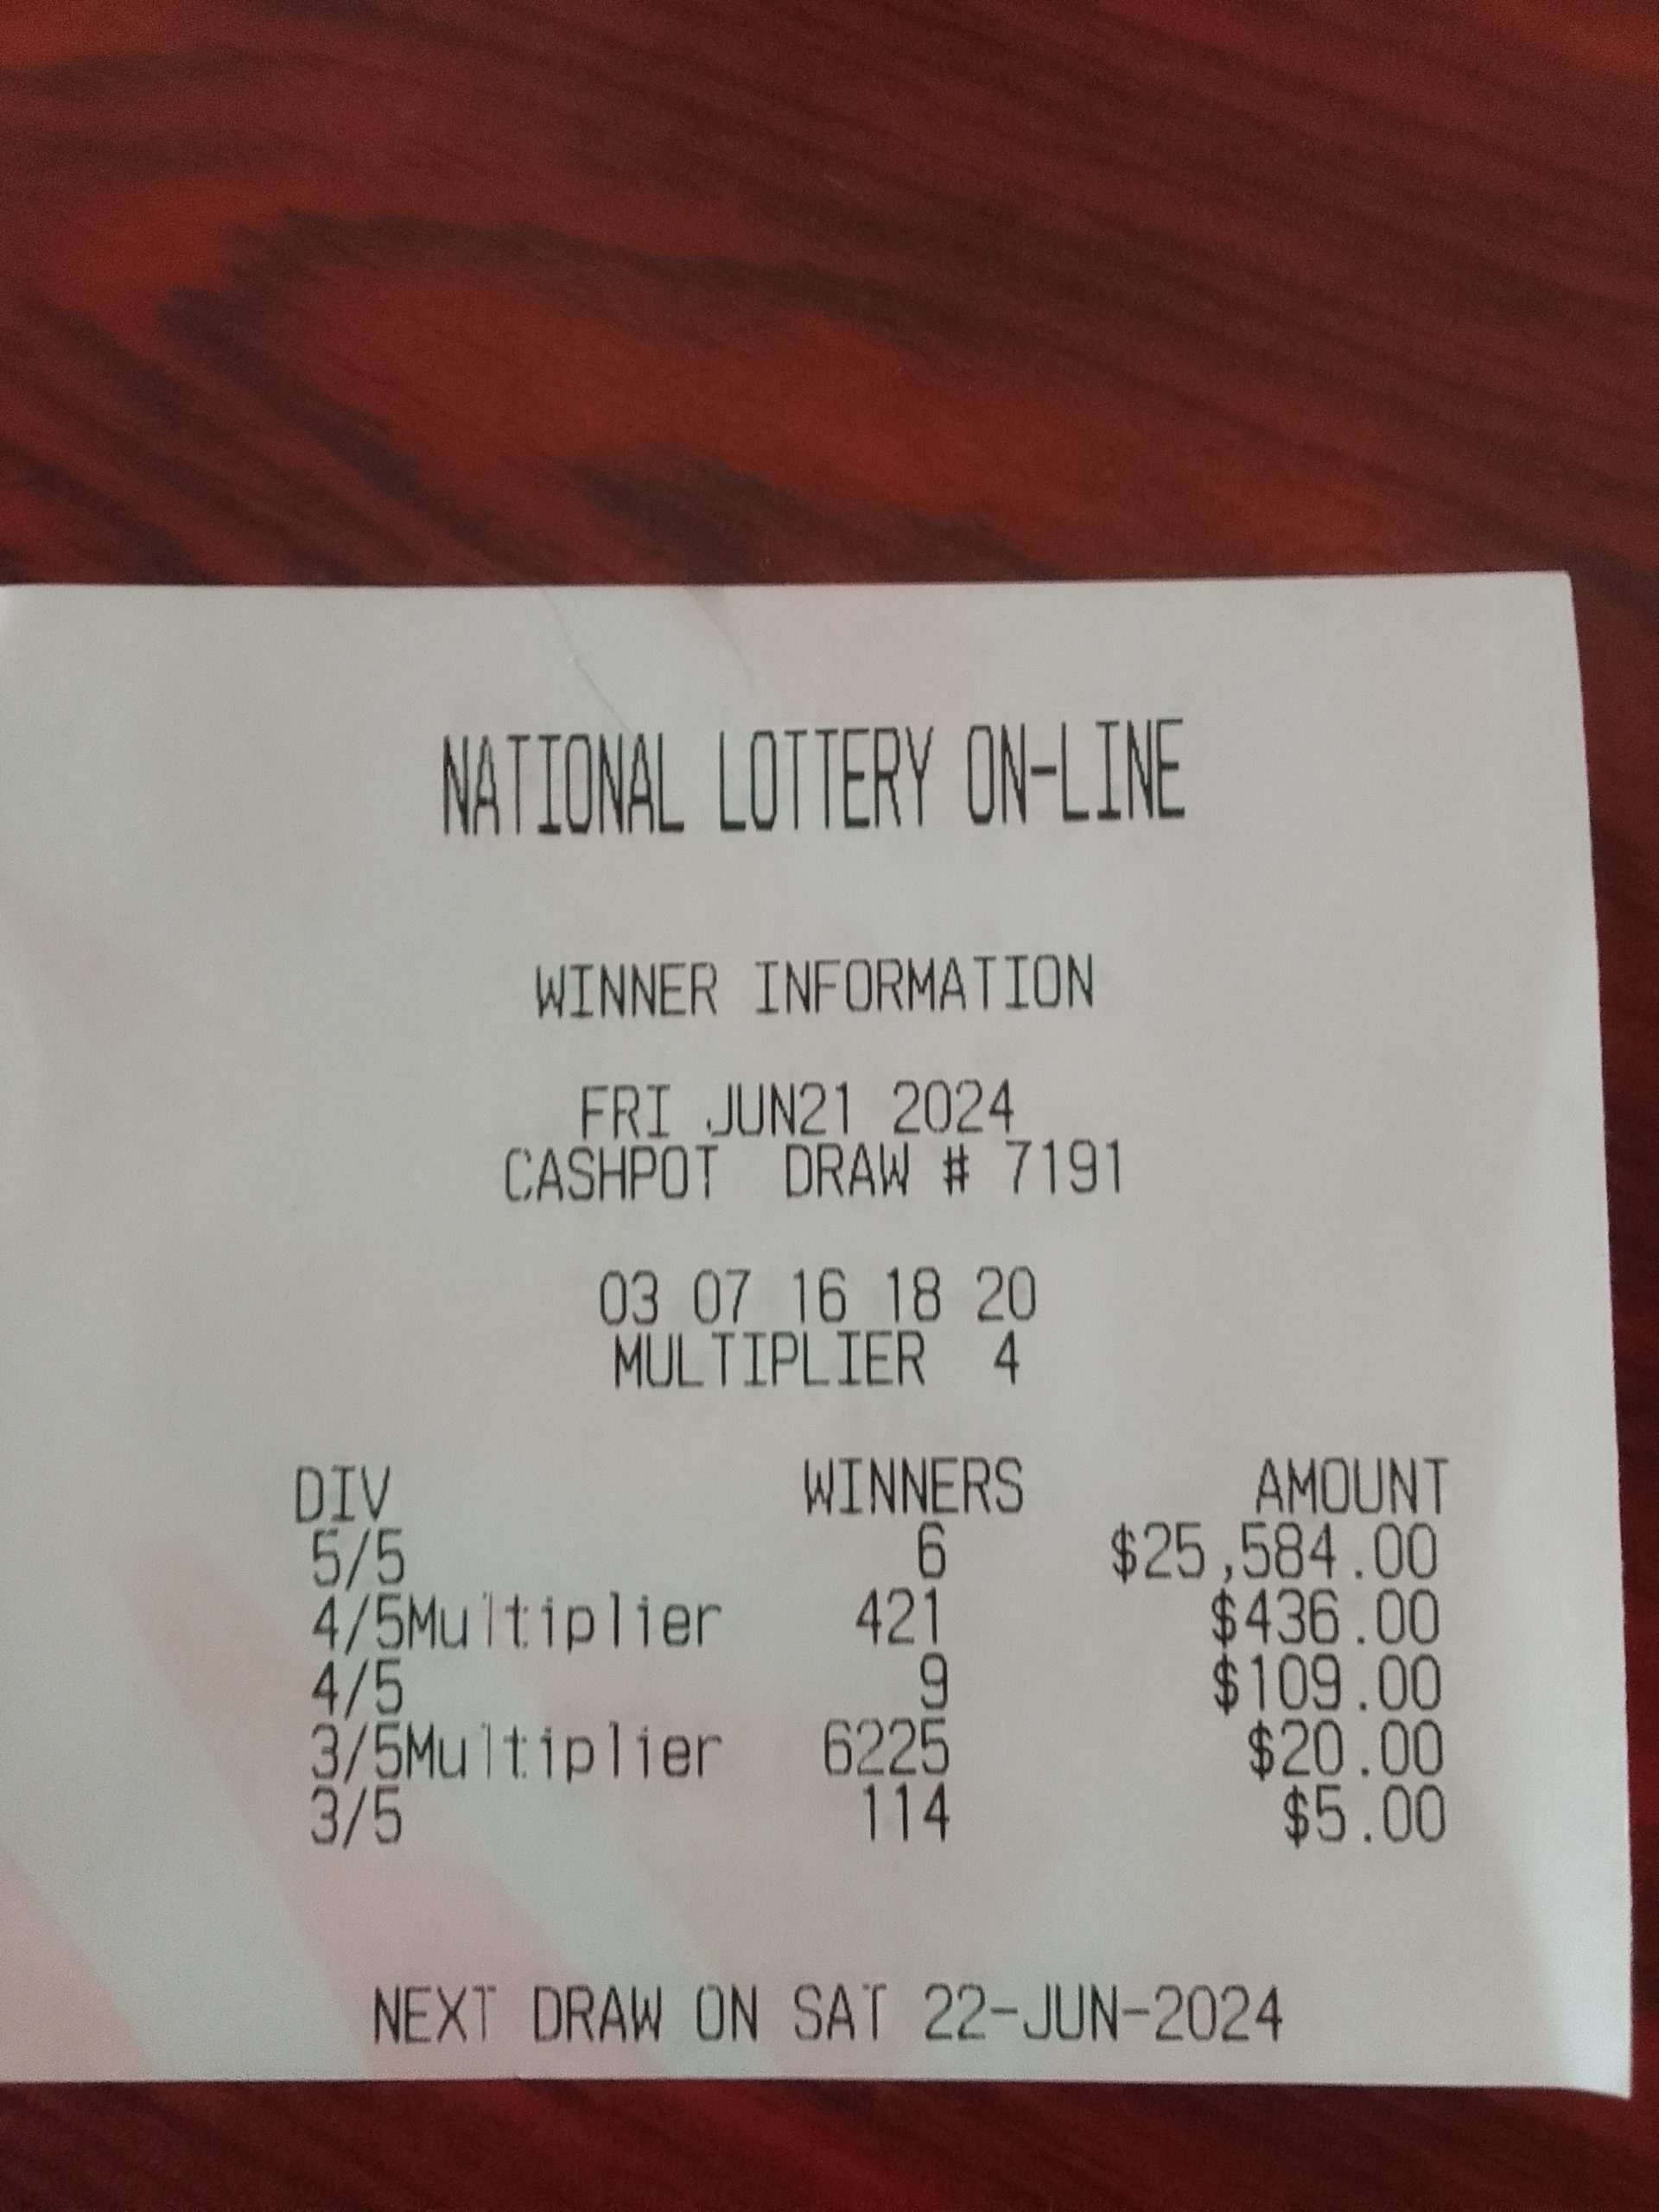 NATIONAL LOTTERY ON-LINE
WINNER INFORMATION
FRI JUN21 2024
CASHPOT DRAW # 7191
03 07 16 18 20
MULTIPLIER 4
DIV WINNERS AMOUNT
5/5 6 $25,584.00
4/5Multiplier 421 $436.00
4/5 9 $109.00
3/5Multiplier 6225 $20.00
3/5 114 $5.00
NEXT DRAW ON SAT 22-JUN-2024